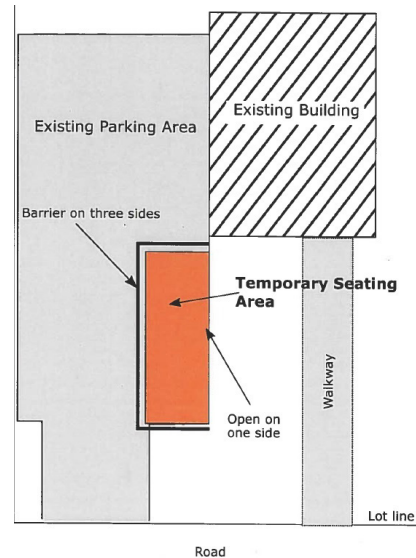 Existing Building
Existing Parking Area
Barrier on three sides
Temporary Seating
Area
Walkway
Open on
one side
Lot line
Road